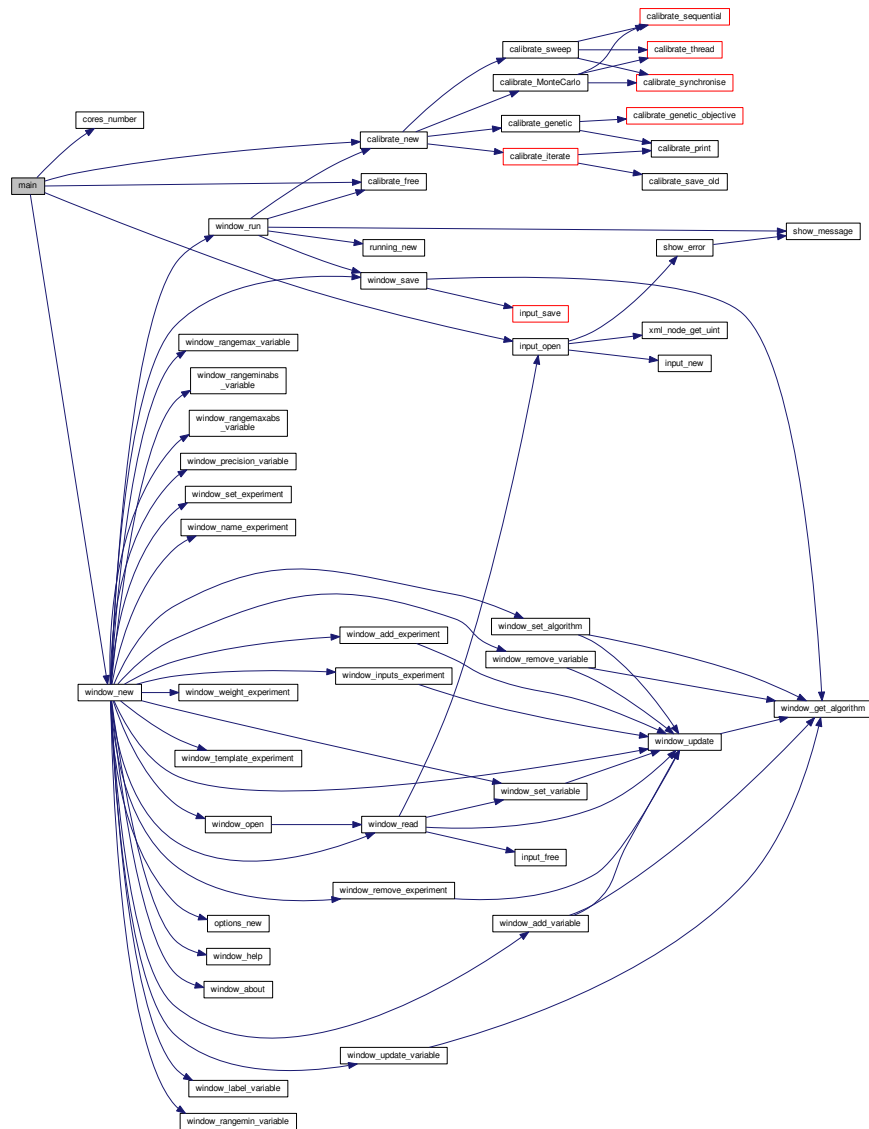 calibrate_sequential
calibrate_sweep
calibrate_thread
calibrate_MonteCarlo
calibrate_synchronise
cores_number
calibrate_genetic
calibrate_genetic_objective
calibrate_new
calibrate_print
calibrate_iterate
main
calibrate_free
calibrate_save_old
window_run
show_message
running_new
show_error
window_save
input_save
xml_node_get_uint
window_rangemax_variable
input_open
input_new
window_rangeminabs
_variable
window_rangemaxabs
_variable
window_precision_variable
window_set_experiment
window_name_experiment
window_set_algorithm
window_add_experiment
window_remove_variable
window_inputs_experiment
window_new
window_weight_experiment
window_get_algorithm
window_update
window_template_experiment
window_set_variable
window_open
window_read
input_free
window_remove_experiment
options_new
window_add_variable
window_help
window_about
window_update_variable
window_label_variable
window_rangemin_variable